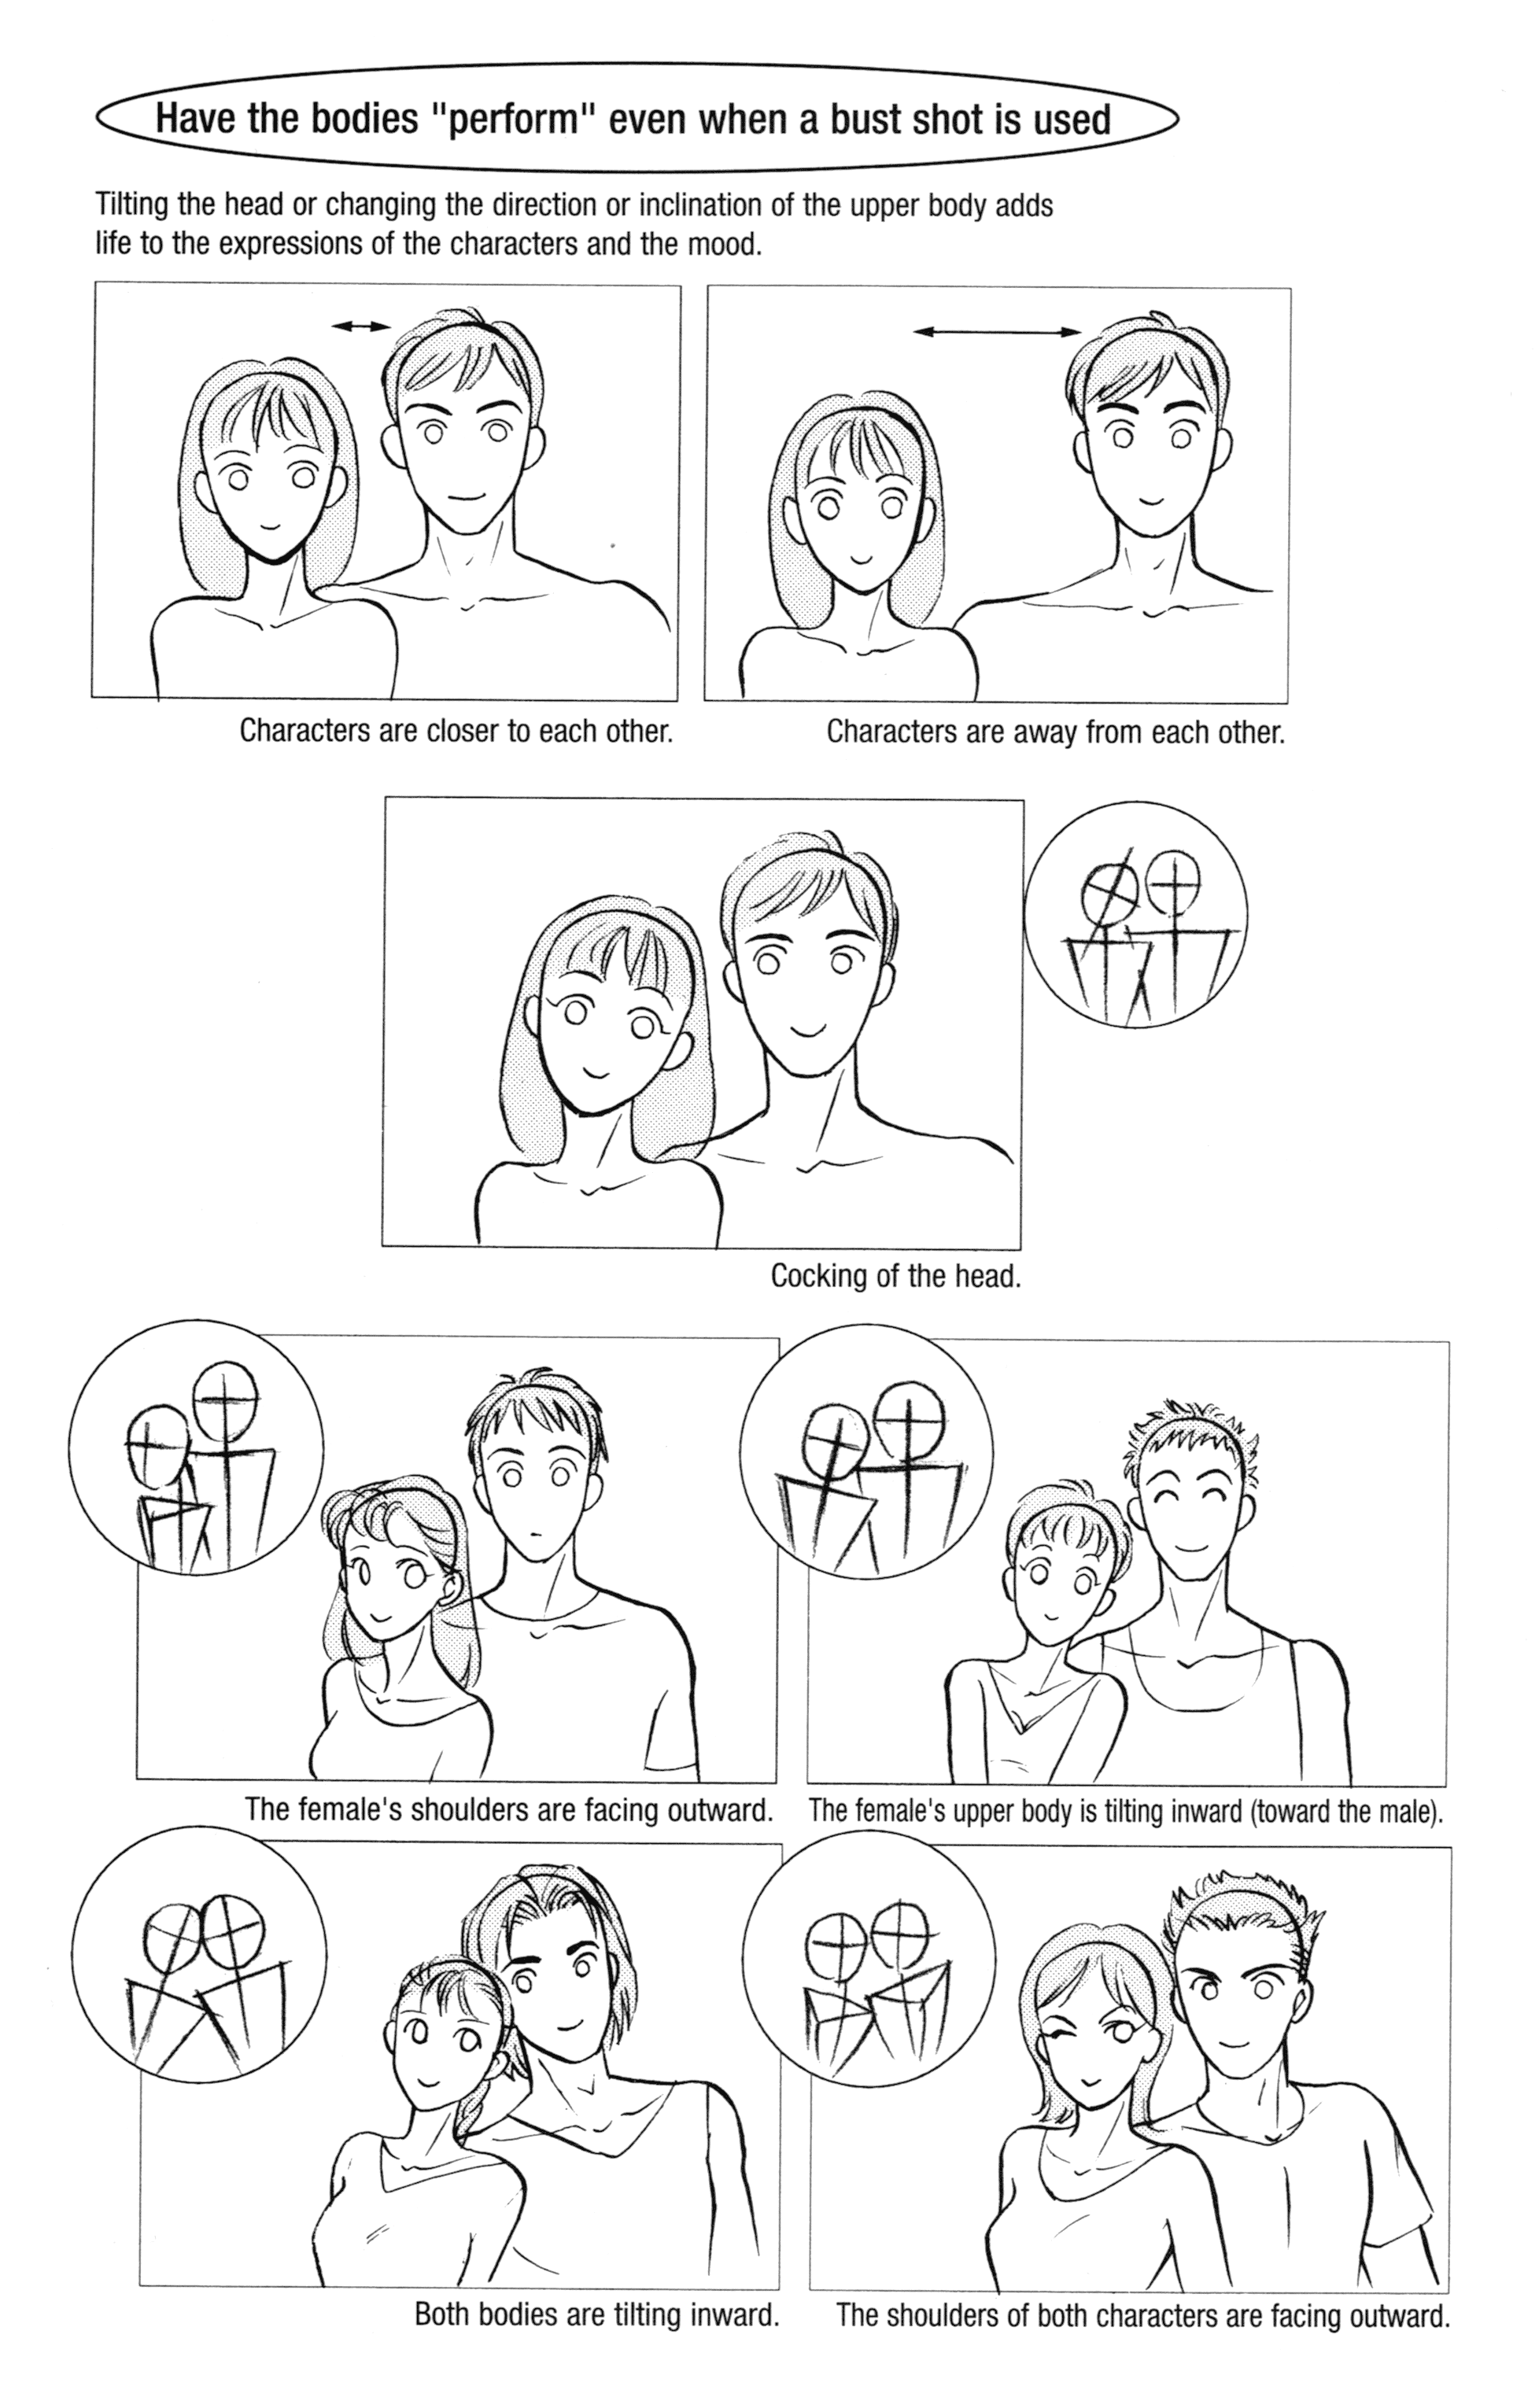 Have the bodies "perform" even when a bust shot is used
Tilting the head or changing the direction or inclination of the upper body adds
life to the expressions of the characters and the mood.
Characters are closer to each other.
Characters are away from each other.
Cocking of the head.
The female's shoulders are facing outward.
The female's upper body is tilting inward (toward the male).
Both bodies are tilting inward.
The shoulders of both characters are facing outward.